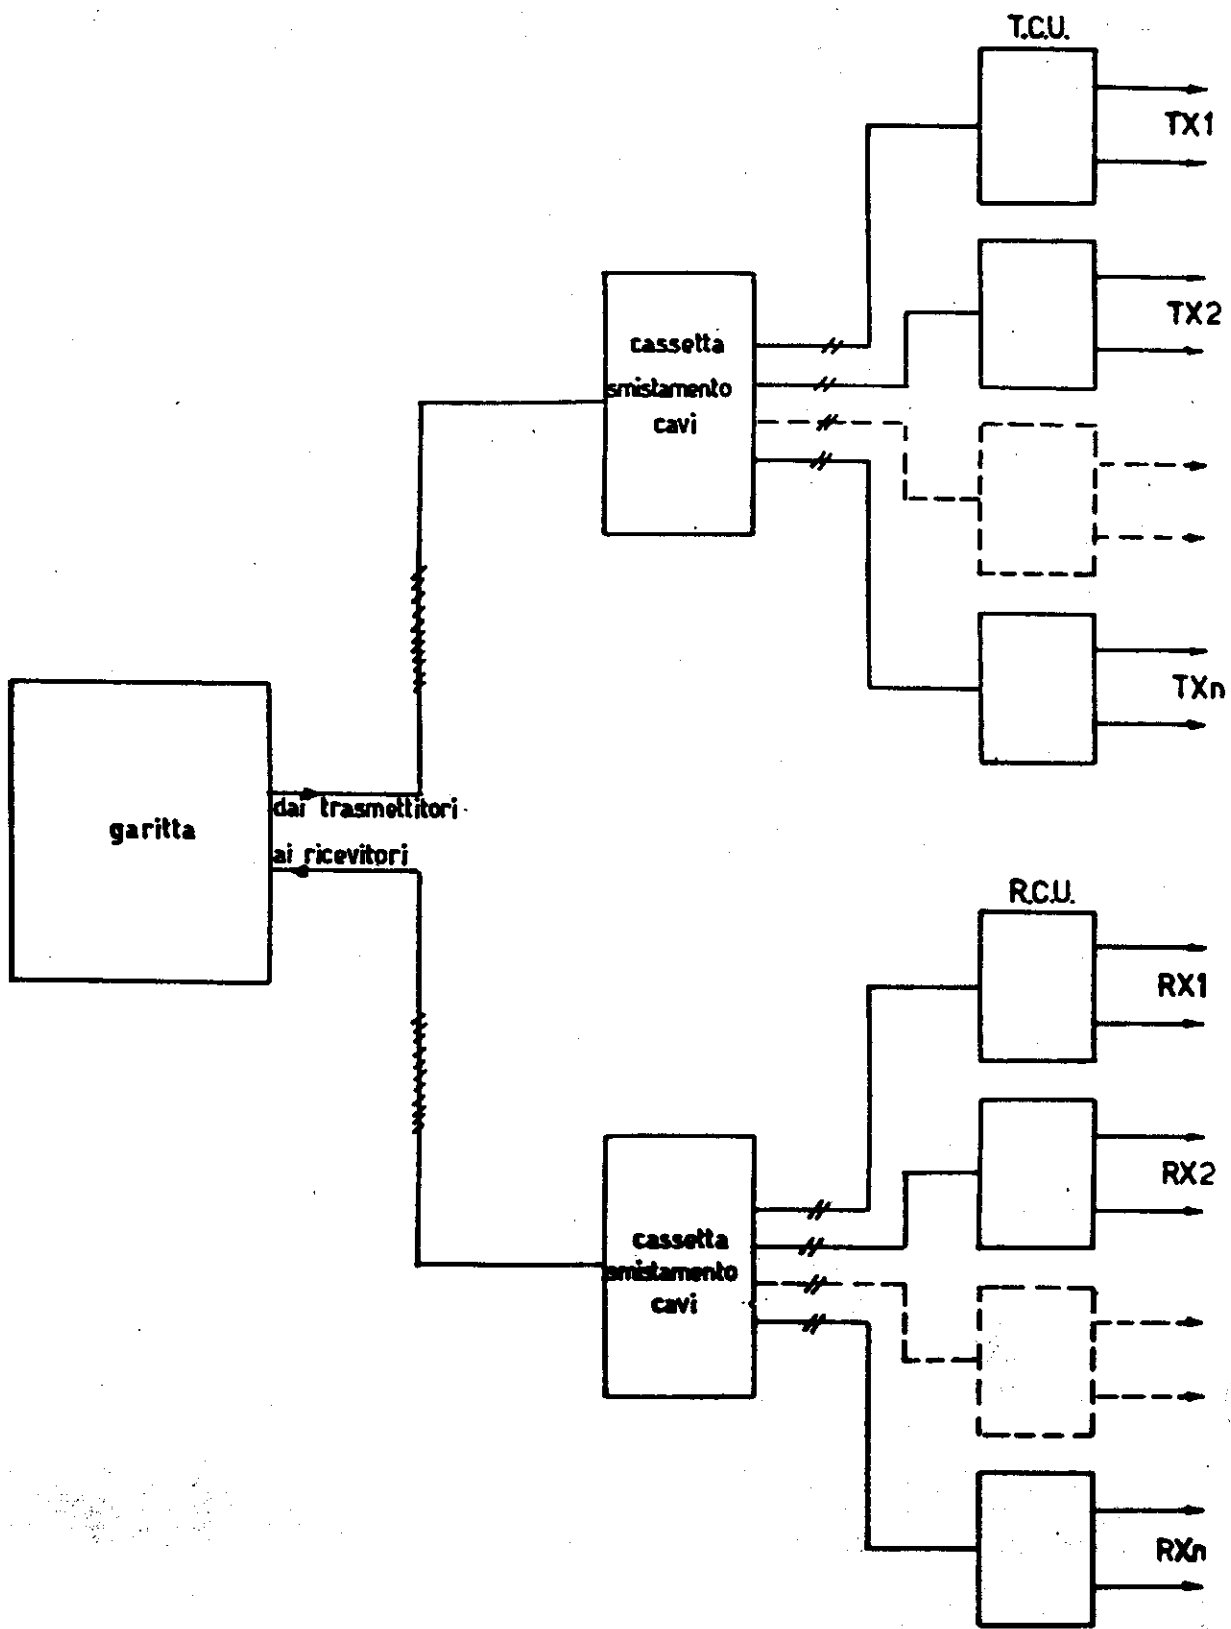 T.C.U.
TX1
TX2
cassetta
smistamento
cavi
TXn
dai trasmettitori
garitta
ai ricevitori
R.C.U.
RX1
RX2
cassetta
smistamento
cavi
RXn